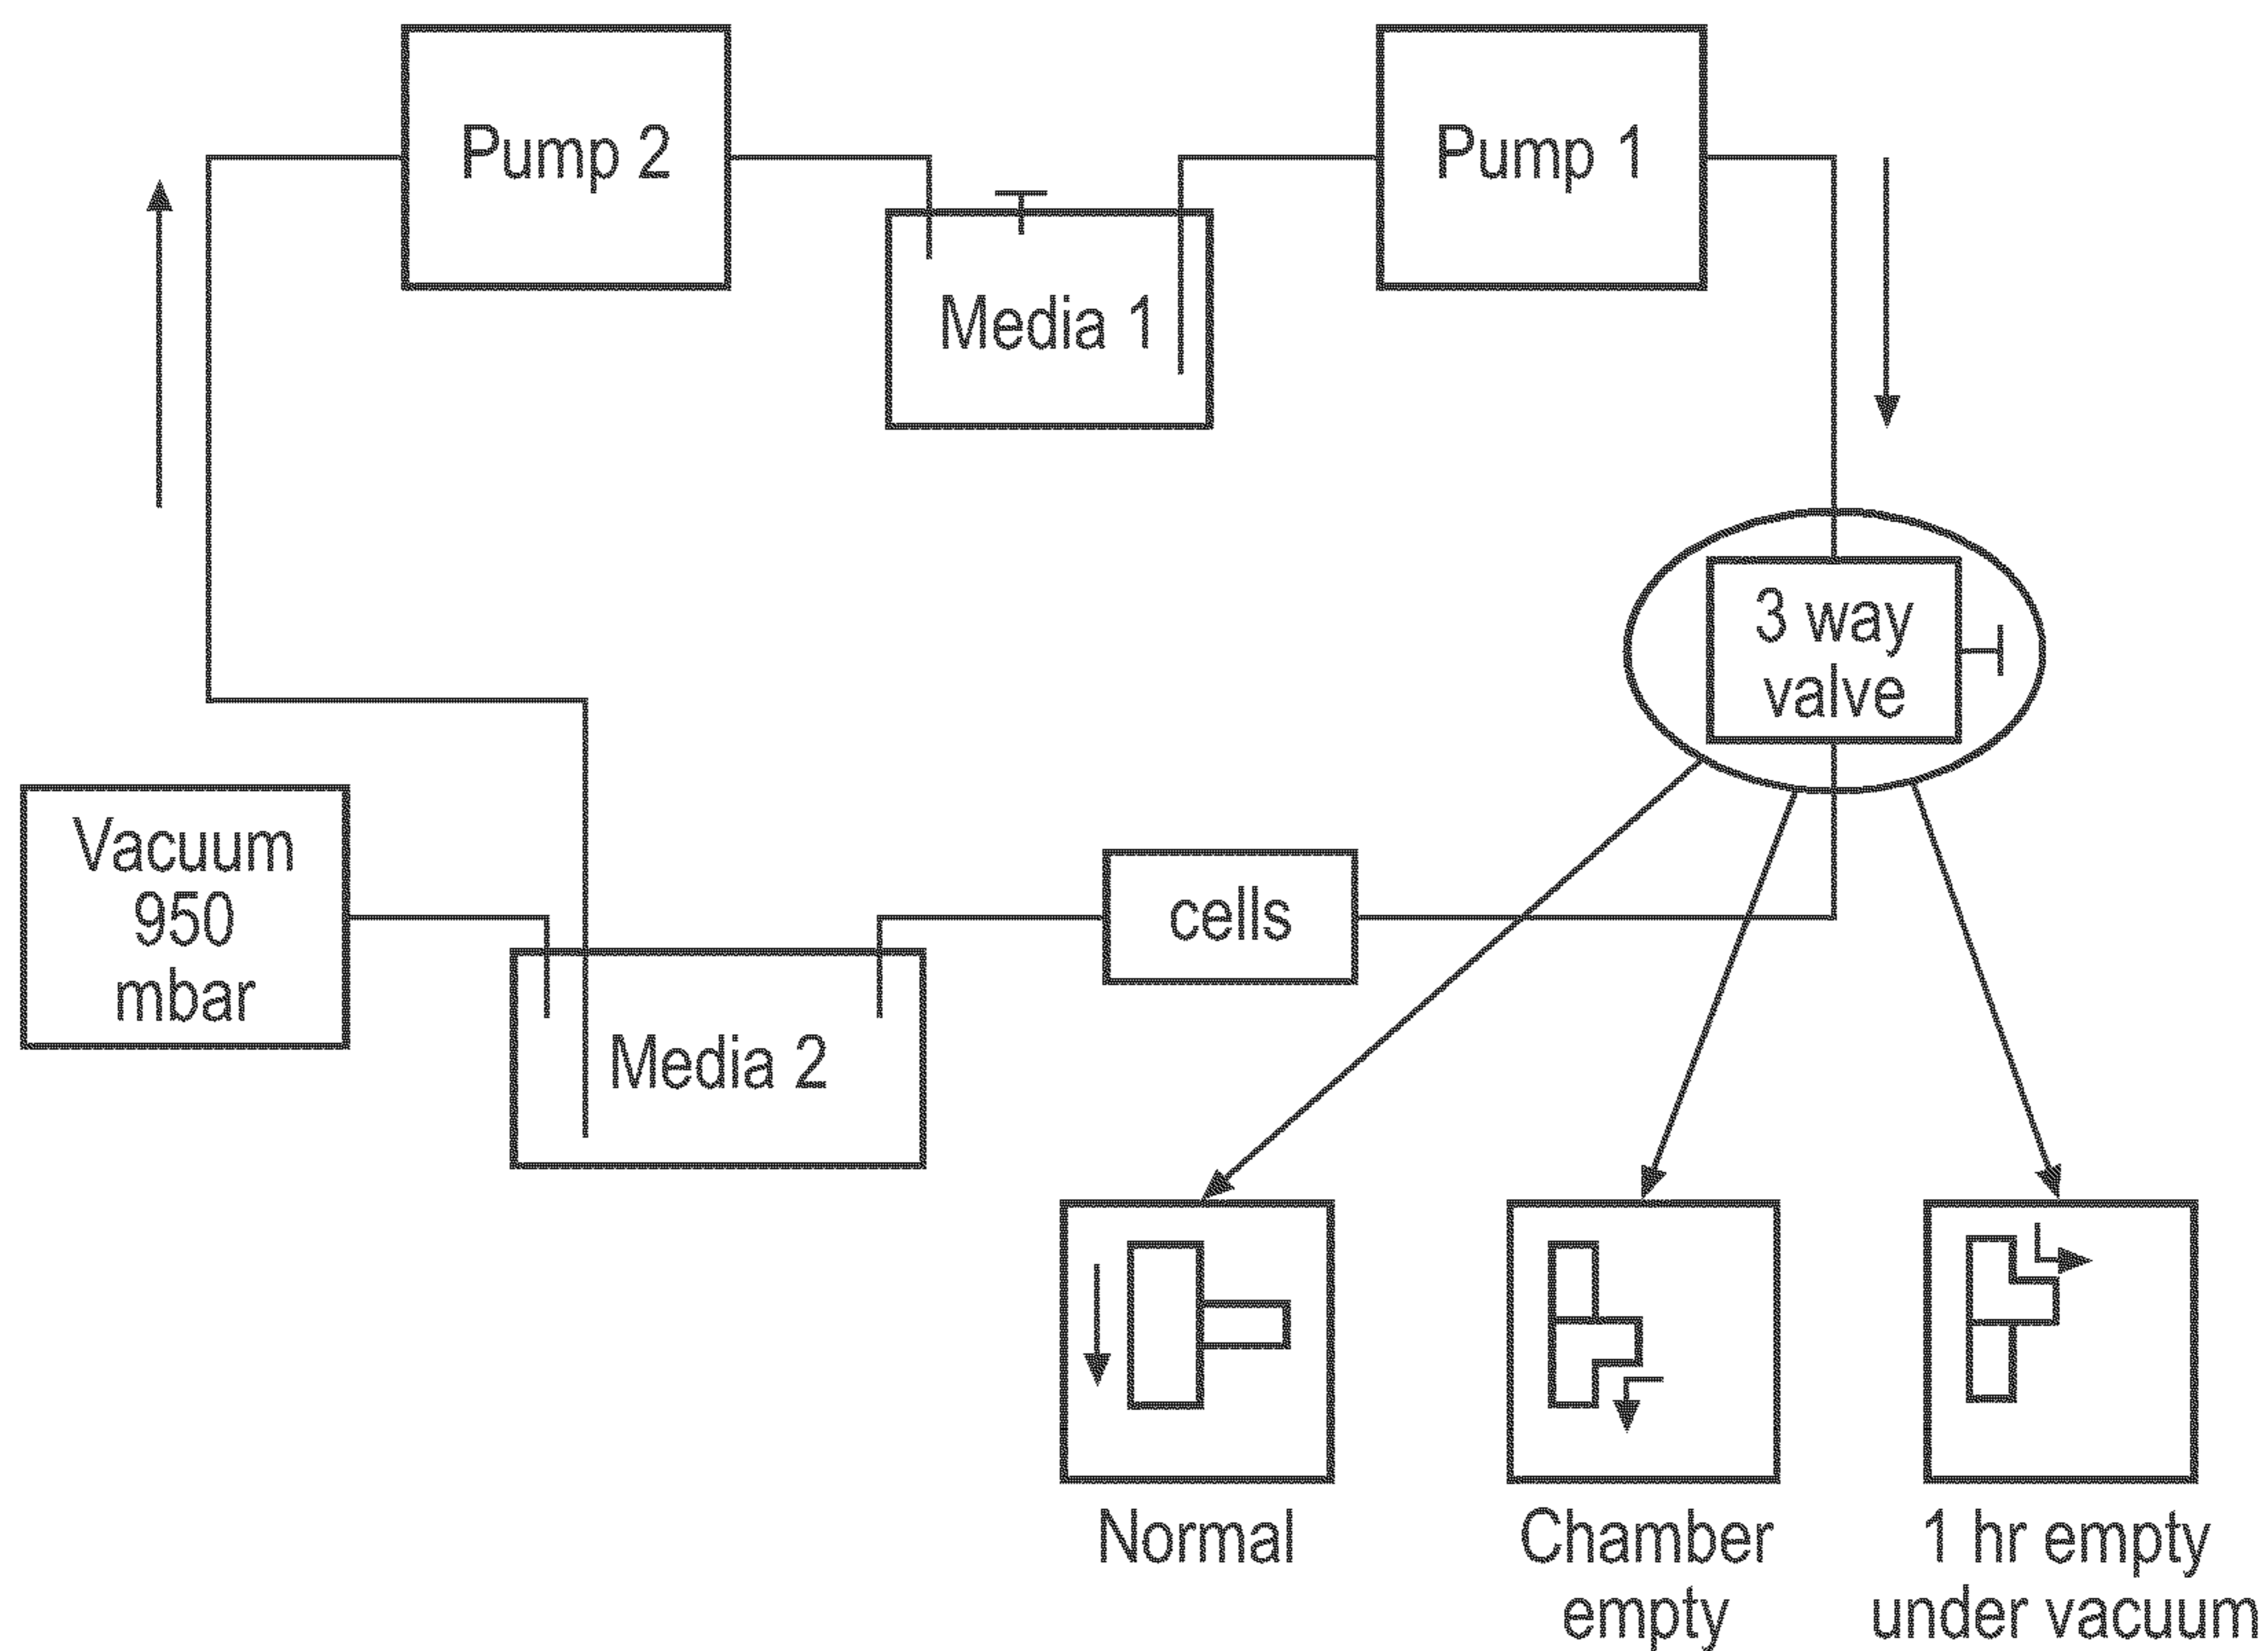 Pump 2
Pump 1
Media 1
3 way
valve
Vacuum
950
mbar
cells
Media 2
Normal
Chamber
empty
1 hr empty
under vacuum